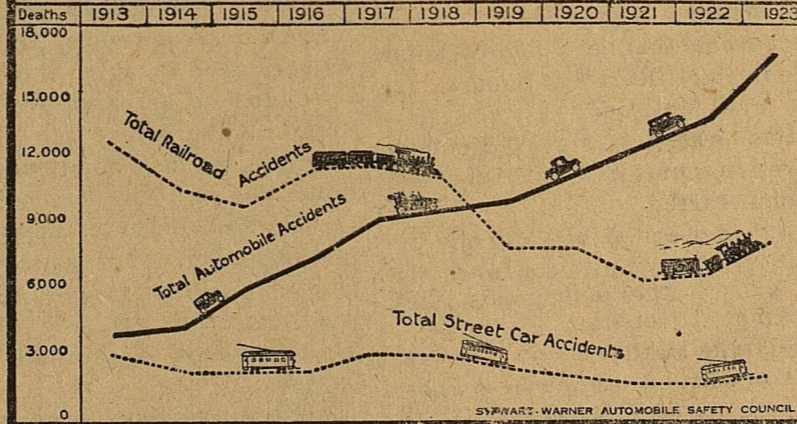 Deaths 1913 1914 1915 1916 1917 1918 1919 1920 1921 1922 1923
18,000
15.000
12.000
9,000
6,000
3.000
0
Total Railroad Accidents
Total Automobile Accidents
Total Street Car Accidents
STEWART-WARNER AUTOMOBILE SAFETY COUNCIL